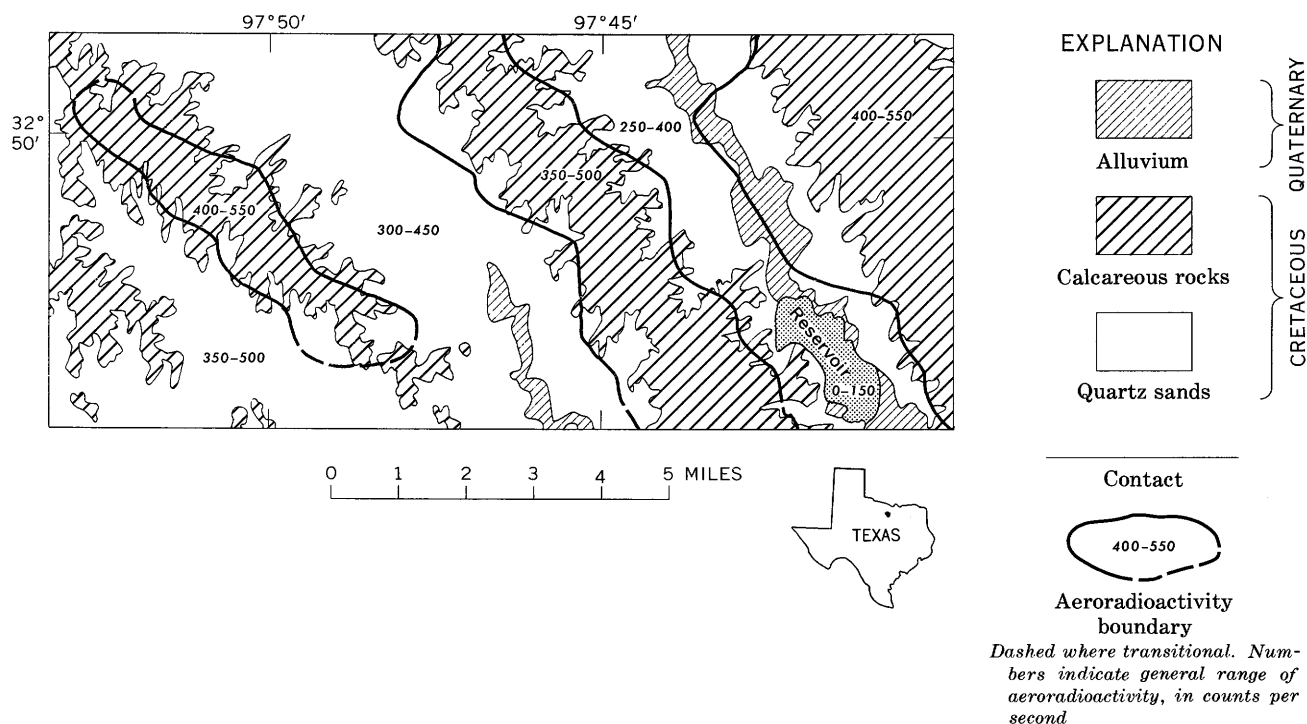 97°50′ 97°45′
32°
50′
400–550
250–400
350–500
400–550
300–450
350–500
Reservoir
0–150
0 1 2 3 4 5 MILES
TEXAS
EXPLANATION
Alluvium
QUATERNARY
Calcareous rocks
Quartz sands
CRETACEOUS
Contact
400–550
Aeroradioactivity
boundary
Dashed where transitional. Num-
bers indicate general range of
aeroradioactivity, in counts per
second